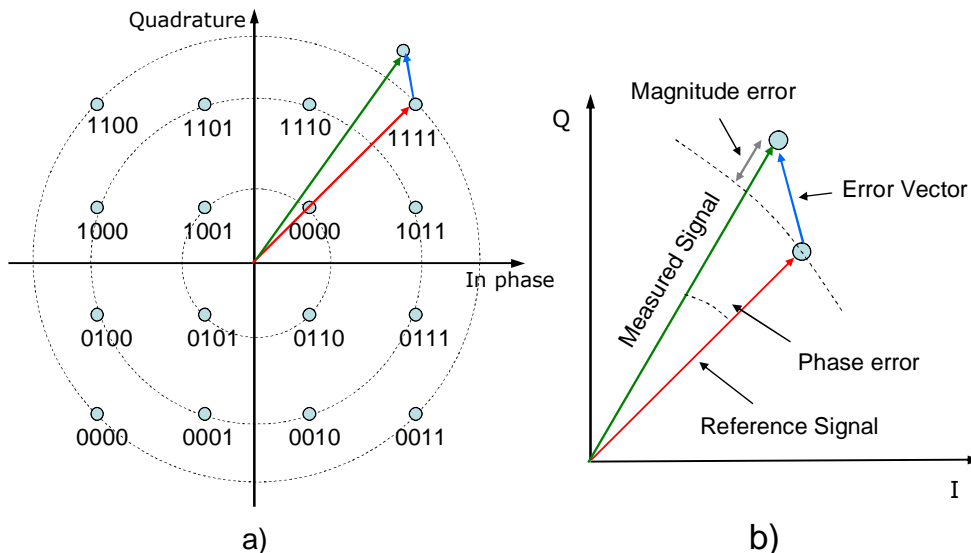 Quadrature
1100
1101
1110
1111
1000
1001
0000
1011
In phase
0100
0101
0110
0111
0000
0001
0010
0011
a)
Magnitude error
Q
Error Vector
Measured Signal
Phase error
Reference Signal
I
b)